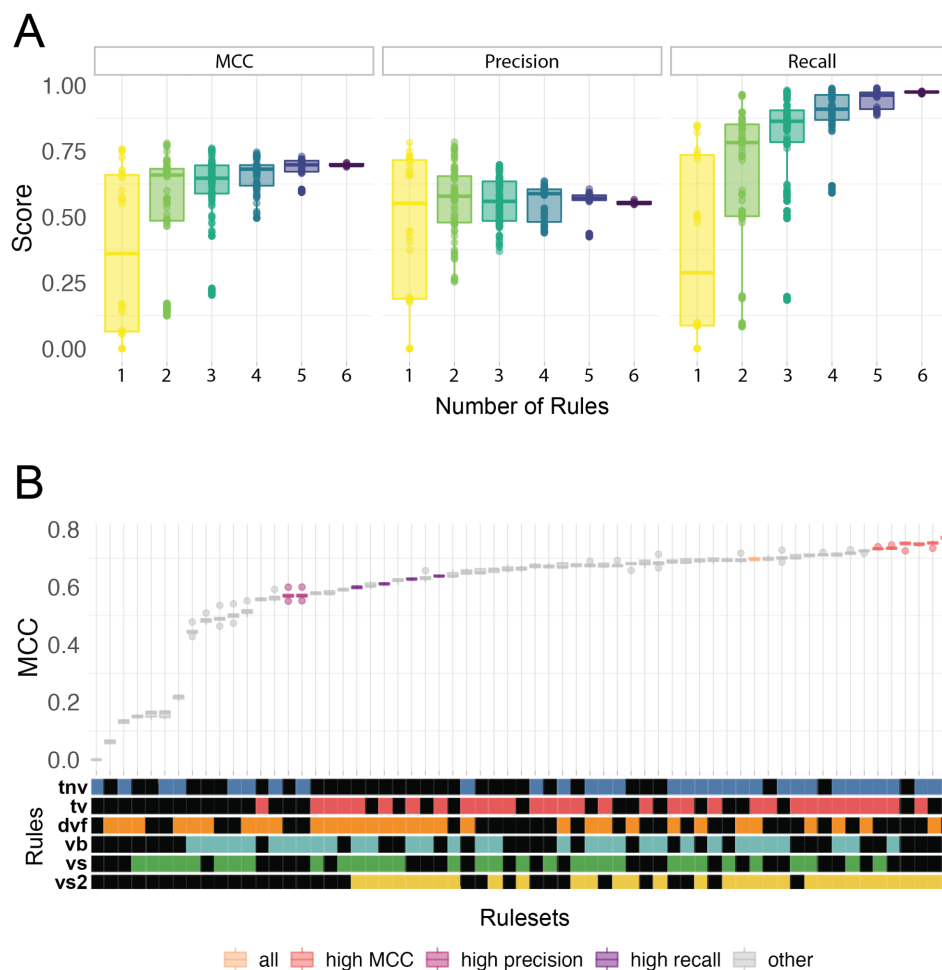 A
MCC Precision Recall
1.00
0.75
0.50
0.25
0.00
Score
1 2 3 4 5 6 1 2 3 4 5 6 1 2 3 4 5 6
Number of Rules
B
0.8
0.6
0.4
0.2
0.0
MCC
tnv
tv
dvf
vb
vs
vs2
Rules
Rulesets
all high MCC high precision high recall other